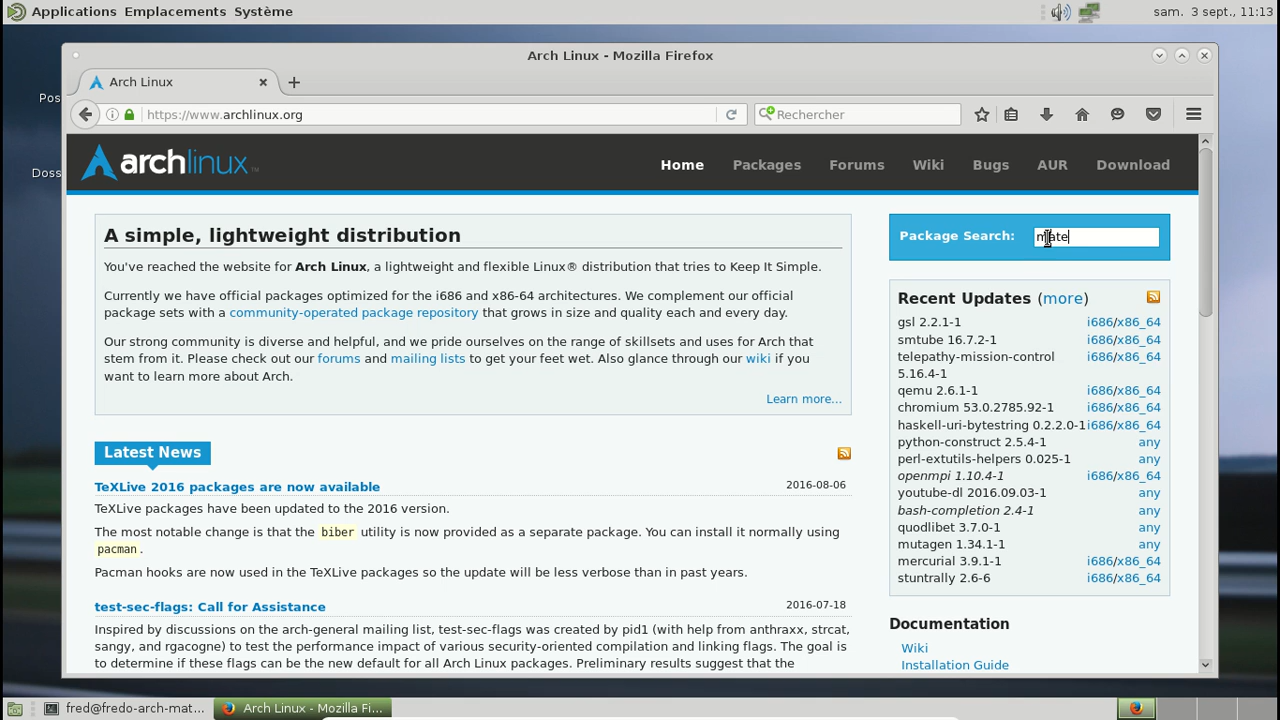 Applications Emplacements Système
sam. 3 sept., 11:13
Pos
Doss
Arch Linux - Mozilla Firefox
Arch Linux
https://www.archlinux.org
Rechercher
archlinux™
Home Packages Forums Wiki Bugs AUR Download
A simple, lightweight distribution
You've reached the website for Arch Linux, a lightweight and flexible Linux® distribution that tries to Keep It Simple.
Currently we have official packages optimized for the i686 and x86-64 architectures. We complement our official
package sets with a community-operated package repository that grows in size and quality each and every day.
Our strong community is diverse and helpful, and we pride ourselves on the range of skillsets and uses for Arch that
stem from it. Please check out our forums and mailing lists to get your feet wet. Also glance through our wiki if you
want to learn more about Arch.
Learn more...
Latest News
TeXLive 2016 packages are now available 2016-08-06
TeXLive packages have been updated to the 2016 version.
The most notable change is that the biber utility is now provided as a separate package. You can install it normally using
pacman.
Pacman hooks are now used in the TeXLive packages so the update will be less verbose than in past years.
test-sec-flags: Call for Assistance 2016-07-18
Inspired by discussions on the arch-general mailing list, test-sec-flags was created by pid1 (with help from anthraxx, strcat,
sangy, and rgacogne) to test the performance impact of various security-oriented compilation and linking flags. The goal is
to determine if these flags can be the new default for all Arch Linux packages. Preliminary results suggest that the
Package Search: mate
Recent Updates (more)
gsl 2.2.1-1 i686/x86_64
smtube 16.7.2-1 i686/x86_64
telepathy-mission-control i686/x86_64
5.16.4-1
qemu 2.6.1-1 i686/x86_64
chromium 53.0.2785.92-1 i686/x86_64
haskell-uri-bytestring 0.2.2.0-1 i686/x86_64
python-construct 2.5.4-1 any
perl-extutils-helpers 0.025-1 any
openmpi 1.10.4-1 i686/x86_64
youtube-dl 2016.09.03-1 any
bash-completion 2.4-1 any
quodlibet 3.7.0-1 any
mutagen 1.34.1-1 any
mercurial 3.9.1-1 i686/x86_64
stuntrally 2.6-6 i686/x86_64
Documentation
Wiki
Installation Guide
fred@fredo-arch-mat...
Arch Linux - Mozilla Fi...